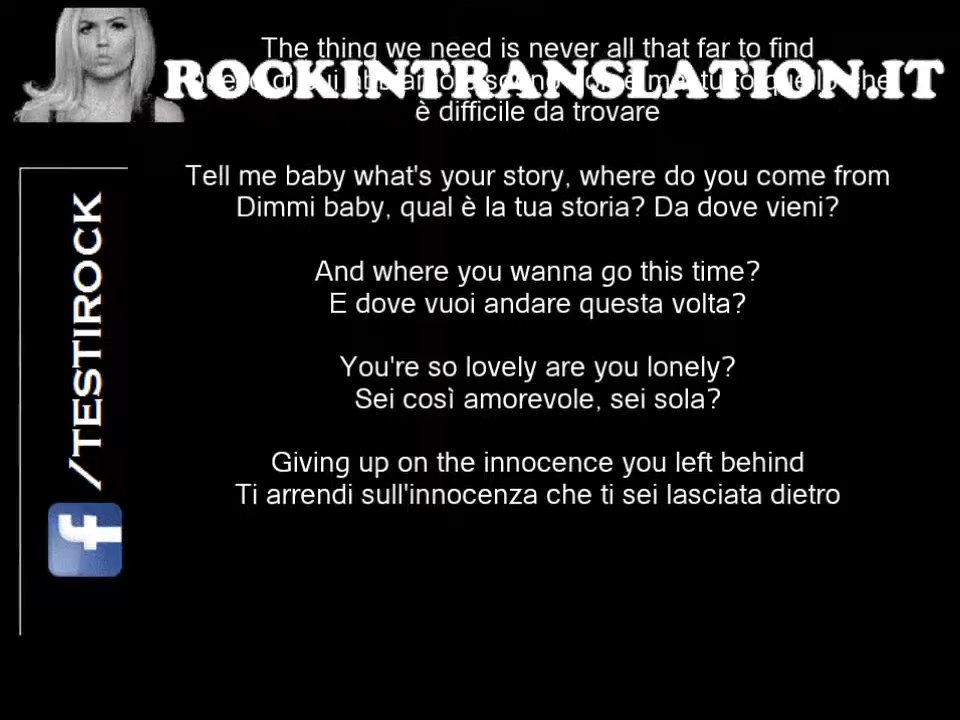 The thing we need is never all that far to find
ROCKINTRANSLATION.IT
è difficile da trovare
Tell me baby what's your story, where do you come from
Dimmi baby, qual è la tua storia? Da dove vieni?
And where you wanna go this time?
E dove vuoi andare questa volta?
You're so lovely are you lonely?
Sei così amorevole, sei sola?
Giving up on the innocence you left behind
Ti arrendi sull'innocenza che ti sei lasciata dietro
/TESTIROCK
f